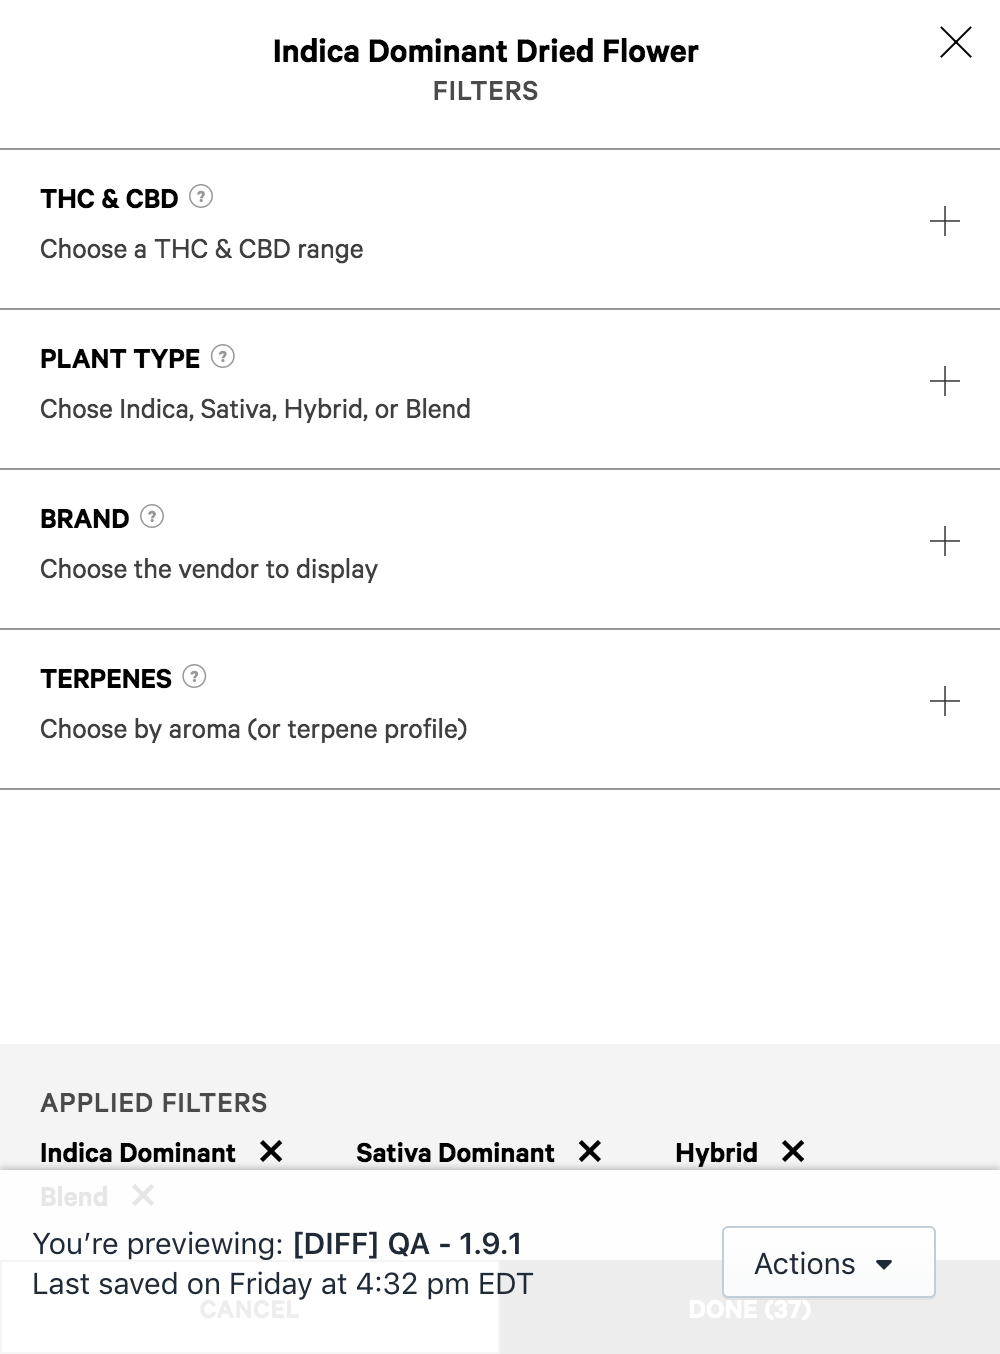 Indica Dominant Dried Flower
FILTERS
THC & CBD ?
Choose a THC & CBD range
PLANT TYPE ?
Chose Indica, Sativa, Hybrid, or Blend
BRAND ?
Choose the vendor to display
TERPENES ?
Choose by aroma (or terpene profile)
APPLIED FILTERS
Indica Dominant Sativa Dominant Hybrid
Blend
You’re previewing: [DIFF] QA - 1.9.1
Last saved on Friday at 4:32 pm EDT
Actions
CANCEL DONE (37)